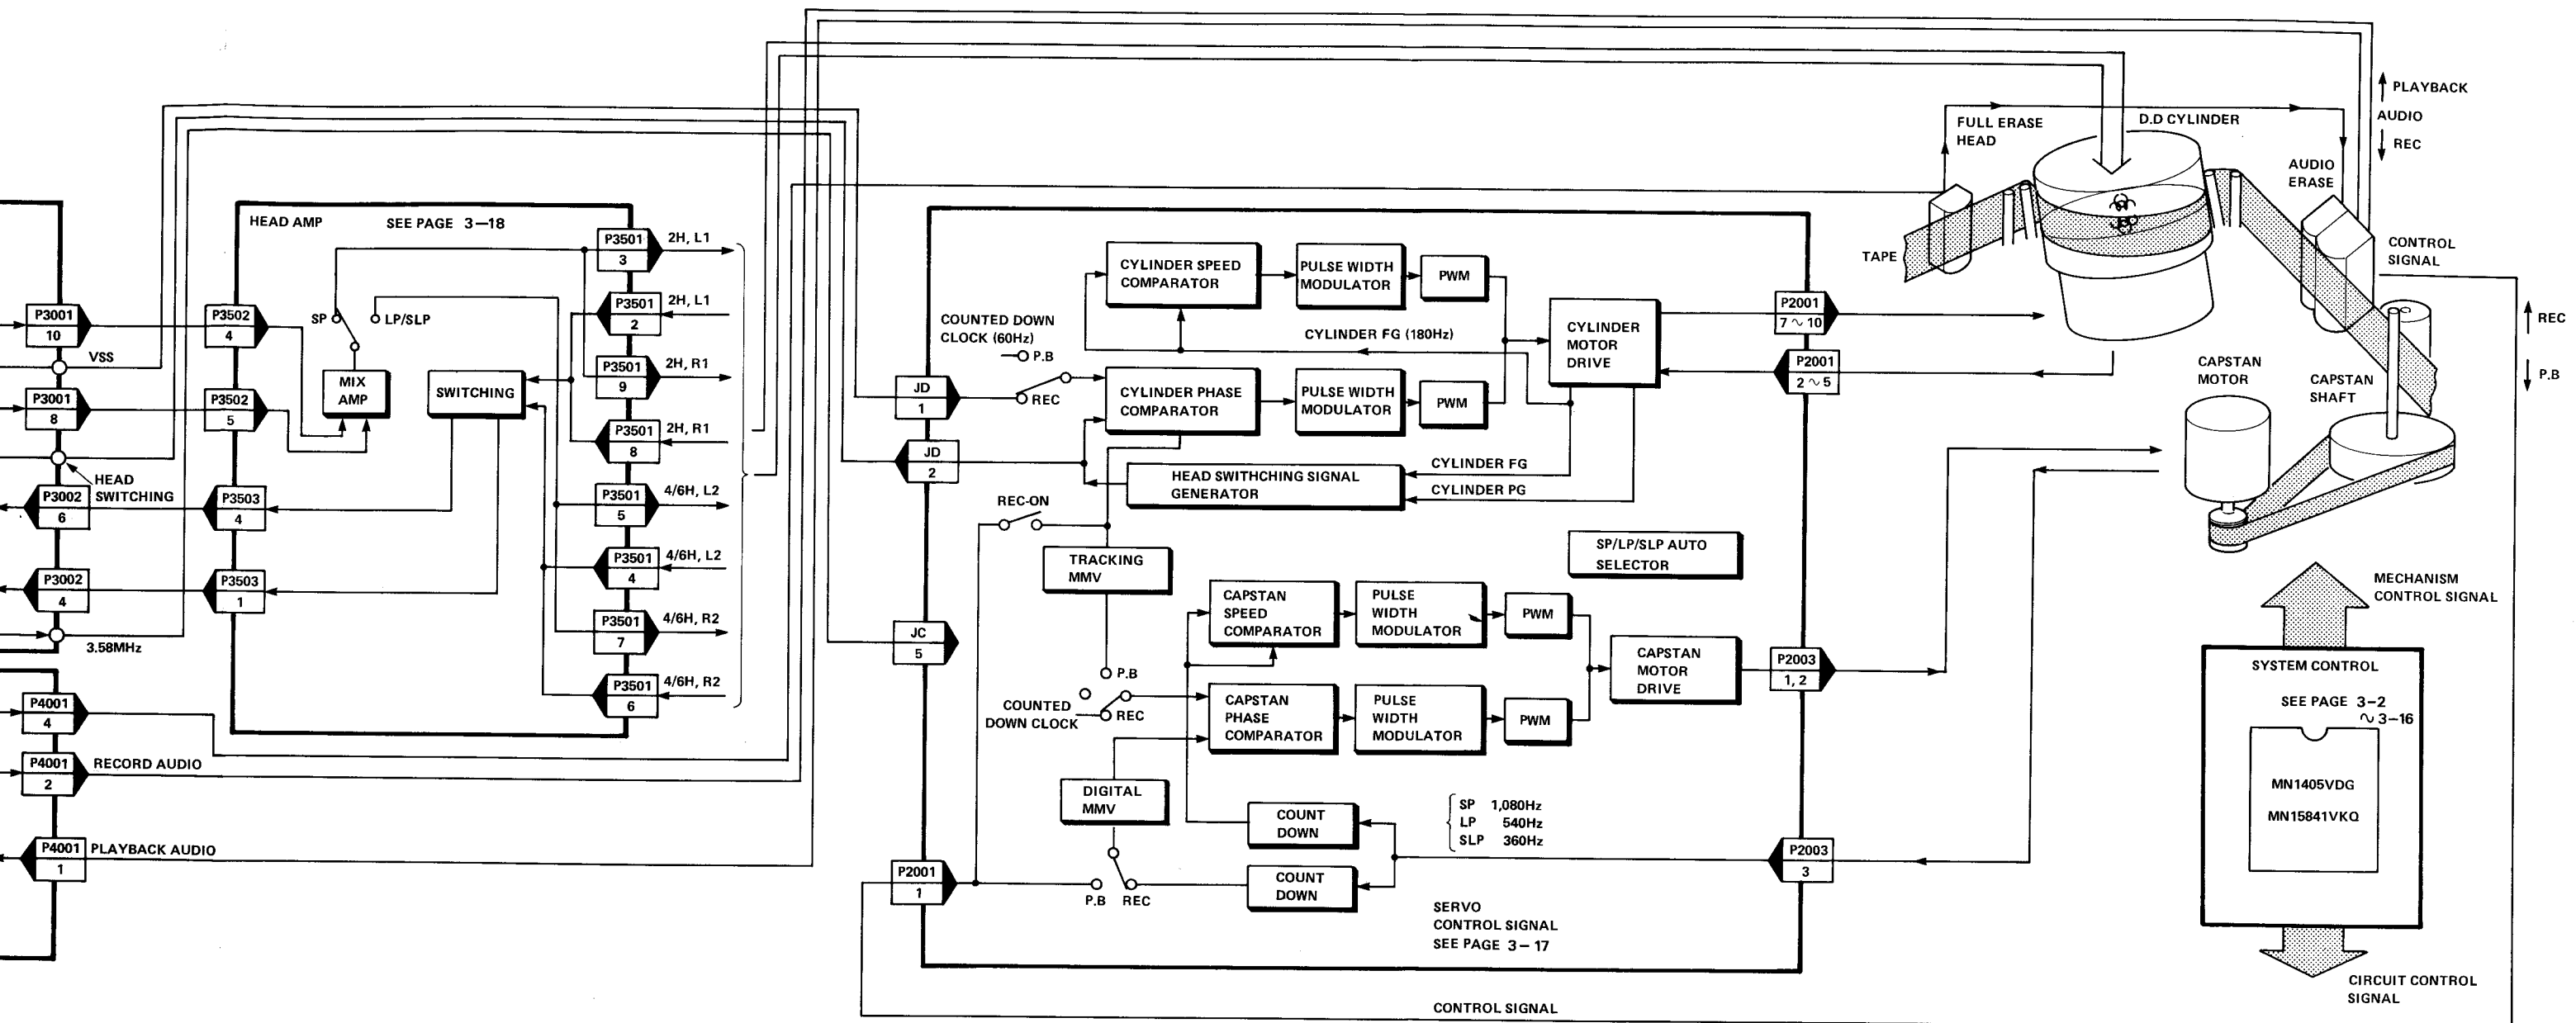 P3001
10
VSS
P3001
8
HEAD
SWITCHING
P3002
6
P3002
4
3.58MHz
P4001
4
P4001
2
RECORD AUDIO
P4001
1
PLAYBACK AUDIO
HEAD AMP
SEE PAGE 3-18
P3502
4
P3502
5
P3503
4
P3503
1
SP
LP/SLP
MIX
AMP
SWITCHING
P3501
3
2H, L1
P3501
2
2H, L1
P3501
9
2H, R1
P3501
8
2H, R1
P3501
5
4/6H, L2
P3501
4
4/6H, L2
P3501
7
4/6H, R2
P3501
6
4/6H, R2
COUNTED DOWN
CLOCK (60Hz)
P.B
REC
JD
1
JD
2
JC
5
P2001
1
CYLINDER SPEED
COMPARATOR
PULSE WIDTH
MODULATOR
PWM
CYLINDER FG (180Hz)
CYLINDER PHASE
COMPARATOR
PULSE WIDTH
MODULATOR
PWM
CYLINDER
MOTOR
DRIVE
P2001
7 ~ 10
P2001
2 ~ 5
HEAD SWITCHING SIGNAL
GENERATOR
CYLINDER FG
CYLINDER PG
REC-ON
TRACKING
MMV
SP/LP/SLP AUTO
SELECTOR
CAPSTAN
SPEED
COMPARATOR
PULSE
WIDTH
MODULATOR
PWM
CAPSTAN
MOTOR
DRIVE
P2003
1, 2
P.B
REC
COUNTED
DOWN CLOCK
CAPSTAN
PHASE
COMPARATOR
PULSE
WIDTH
MODULATOR
PWM
DIGITAL
MMV
COUNT
DOWN
SP 1,080Hz
LP 540Hz
SLP 360Hz
COUNT
DOWN
P.B REC
P2003
3
SERVO
CONTROL SIGNAL
SEE PAGE 3-17
CONTROL SIGNAL
FULL ERASE
HEAD
D.D CYLINDER
TAPE
PLAYBACK
AUDIO
REC
AUDIO
ERASE
CONTROL
SIGNAL
REC
P.B
CAPSTAN
MOTOR
CAPSTAN
SHAFT
MECHANISM
CONTROL SIGNAL
SYSTEM CONTROL
SEE PAGE 3-2
~ 3-16
MN1405VDG
MN15841VKQ
CIRCUIT CONTROL
SIGNAL